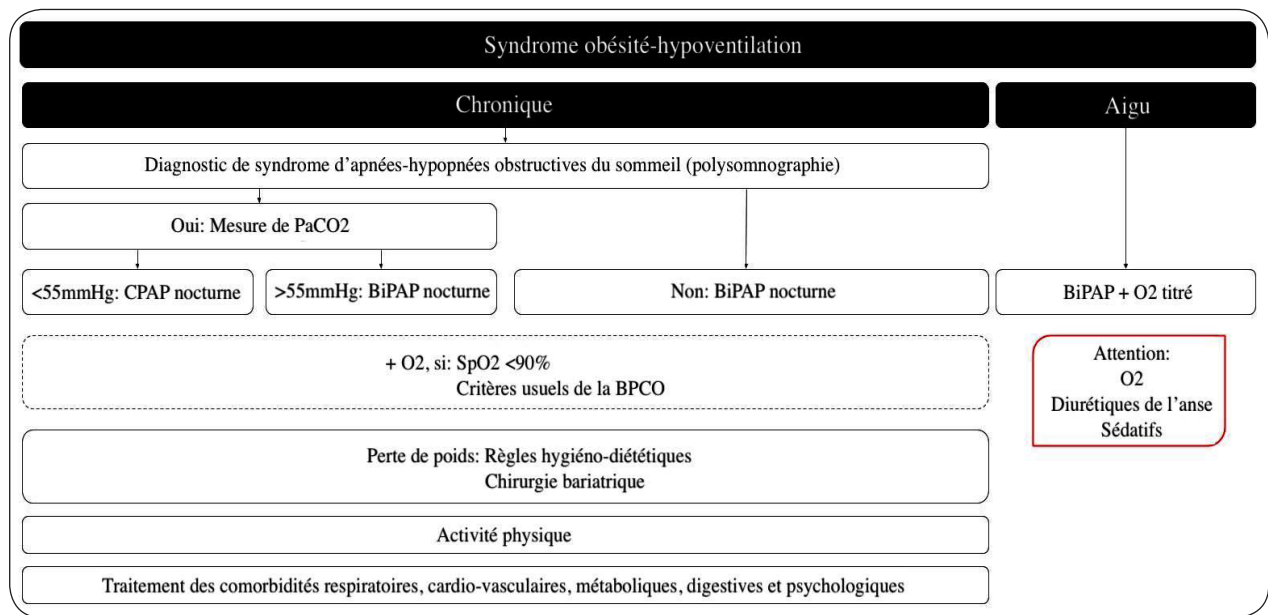 Syndrome obésité-hypoventilation
Chronique
Aigu
Diagnostic de syndrome d'apnées-hypopnées obstructives du sommeil (polysomnographie)
Oui: Mesure de PaCO2
<55mmHg: CPAP nocturne
>55mmHg: BiPAP nocturne
Non: BiPAP nocturne
BiPAP + O2 titré
+ O2, si: SpO2 <90%
Critères usuels de la BPCO
Attention:
O2
Diurétiques de l'anse
Sédatifs
Perte de poids: Règles hygiéno-diététiques
Chirurgie bariatrique
Activité physique
Traitement des comorbidités respiratoires, cardio-vasculaires, métaboliques, digestives et psychologiques